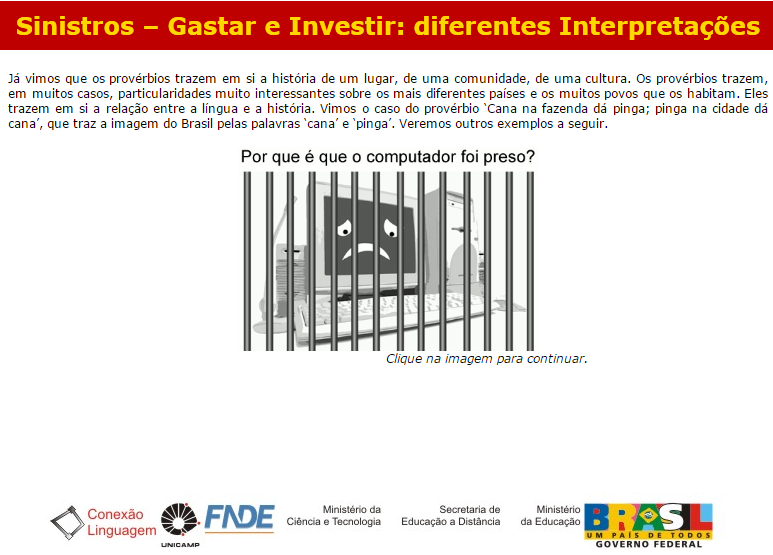 Sinistros – Gastar e Investir: diferentes Interpretações
Já vimos que os provérbios trazem em si a história de um lugar, de uma comunidade, de uma cultura. Os provérbios trazem,
em muitos casos, particularidades muito interessantes sobre os mais diferentes países e os muitos povos que os habitam. Eles
trazem em si a relação entre a língua e a história. Vimos o caso do provérbio ‘Cana na fazenda dá pinga; pinga na cidade dá
cana’, que traz a imagem do Brasil pelas palavras ‘cana’ e ‘pinga’. Veremos outros exemplos a seguir.
Por que é que o computador foi preso?
Clique na imagem para continuar.
Conexão
Linguagem
UNICAMP
FNDE
Ministério da
Ciência e Tecnologia
Secretaria de
Educação a Distância
Ministério
da Educação
BRASIL
UM PAÍS DE TODOS
GOVERNO FEDERAL